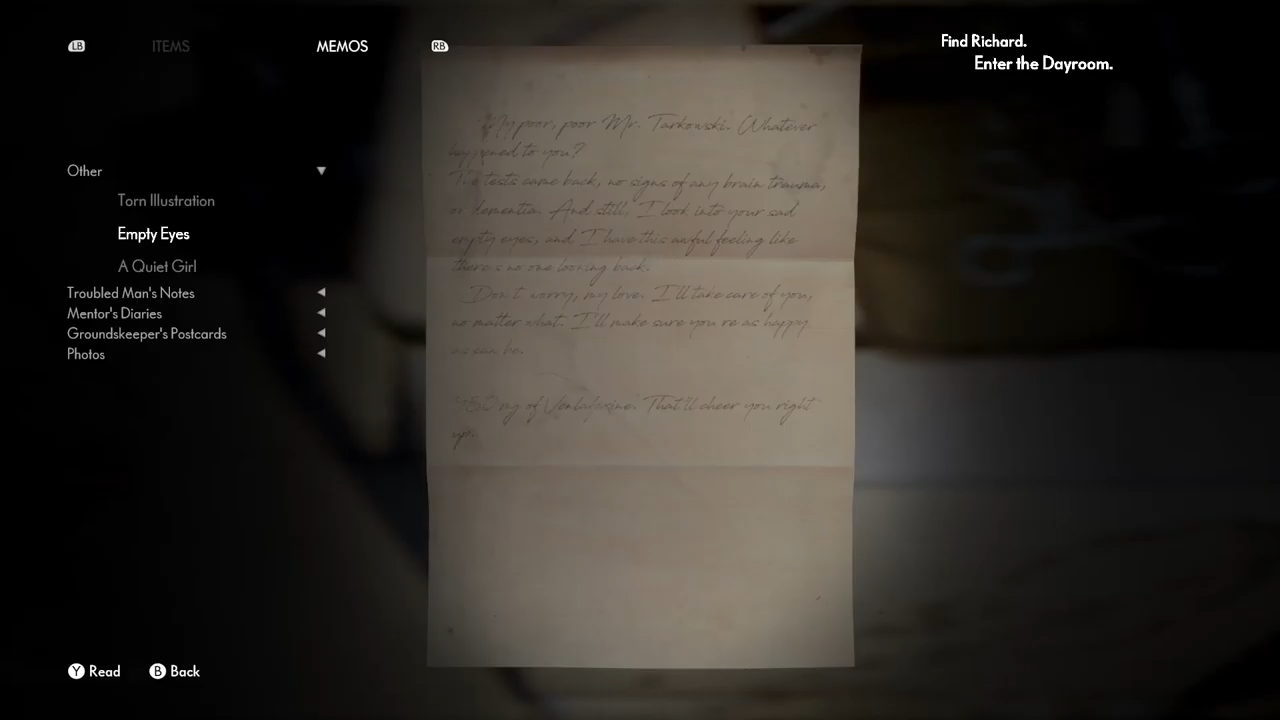 LB ITEMS MEMOS RB
Find Richard.
Enter the Dayroom.
Other
Torn Illustration
Empty Eyes
A Quiet Girl
Troubled Man's Notes
Mentor's Diaries
Groundskeeper's Postcards
Photos
My poor, poor Mr. Tarkowski. Whatever
happened to you?
The tests came back, no signs of any brain trauma,
or dementia. And still, I look into your sad
empty eyes, and I have this awful feeling like
there's no one looking back.
Don't worry, my love. I'll take care of you,
no matter what. I'll make sure you're as happy
as can be.
mg of Venlafaxine. That'll cheer you right
up.
Y Read B Back